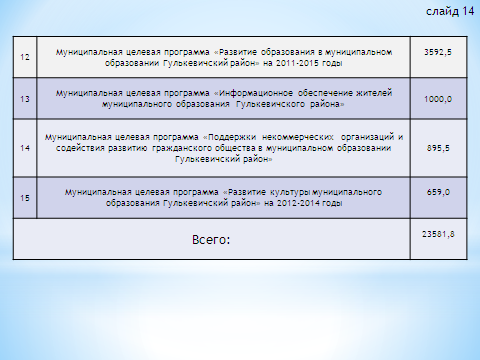 слайд 14
12
Муниципальная целевая программа «Развитие образования в муниципальном
образовании Гулькевичский район» на 2011-2015 годы
3592,5
13
Муниципальная целевая программа «Информационное обеспечение жителей
муниципального образования Гулькевичского района»
1000,0
14
Муниципальная целевая программа «Поддержки некоммерческих организаций и
содействия развитию гражданского общества в муниципальном образовании
Гулькевичский район»
895,5
15
Муниципальная целевая программа «Развитие культуры муниципального
образования Гулькевичский район» на 2012-2014 годы
659,0
Всего:
23581,8